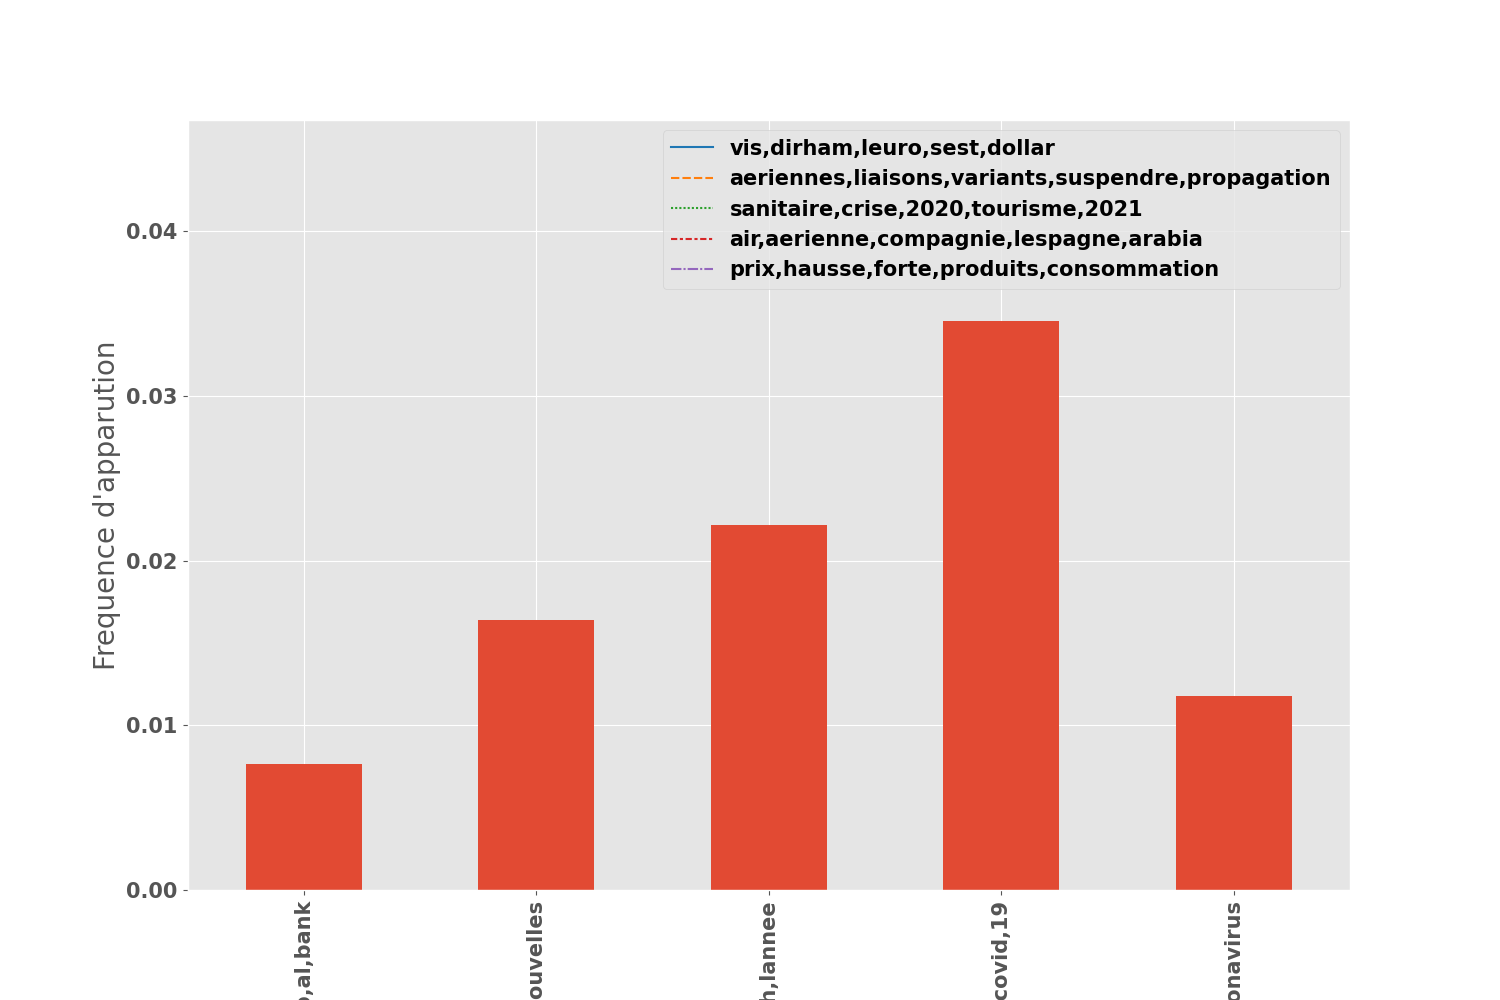 vis,dirham,leuro,sest,dollar
aeriennes,liaisons,variants,suspendre,propagation
sanitaire,crise,2020,tourisme,2021
air,aerienne,compagnie,lespagne,arabia
prix,hausse,forte,produits,consommation
Frequence d'apparution
0.04
0.03
0.02
0.01
0.00
,al,bank
ouvelles
h,lannee
covid,19
onavirus